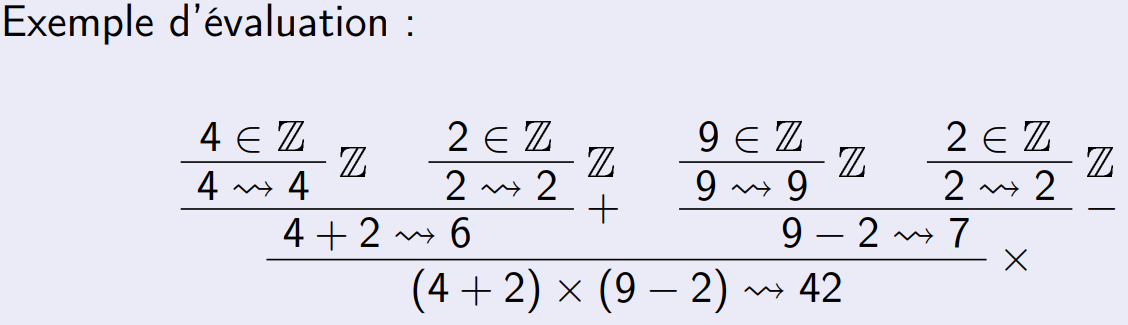 Exemple d'évaluation :
4 ∈ ℤ 2 ∈ ℤ 9 ∈ ℤ 2 ∈ ℤ
ℤ ℤ ℤ ℤ
4 ⇝ 4 2 ⇝ 2 9 ⇝ 9 2 ⇝ 2
+ −
4 + 2 ⇝ 6 9 − 2 ⇝ 7
×
(4 + 2) × (9 − 2) ⇝ 42